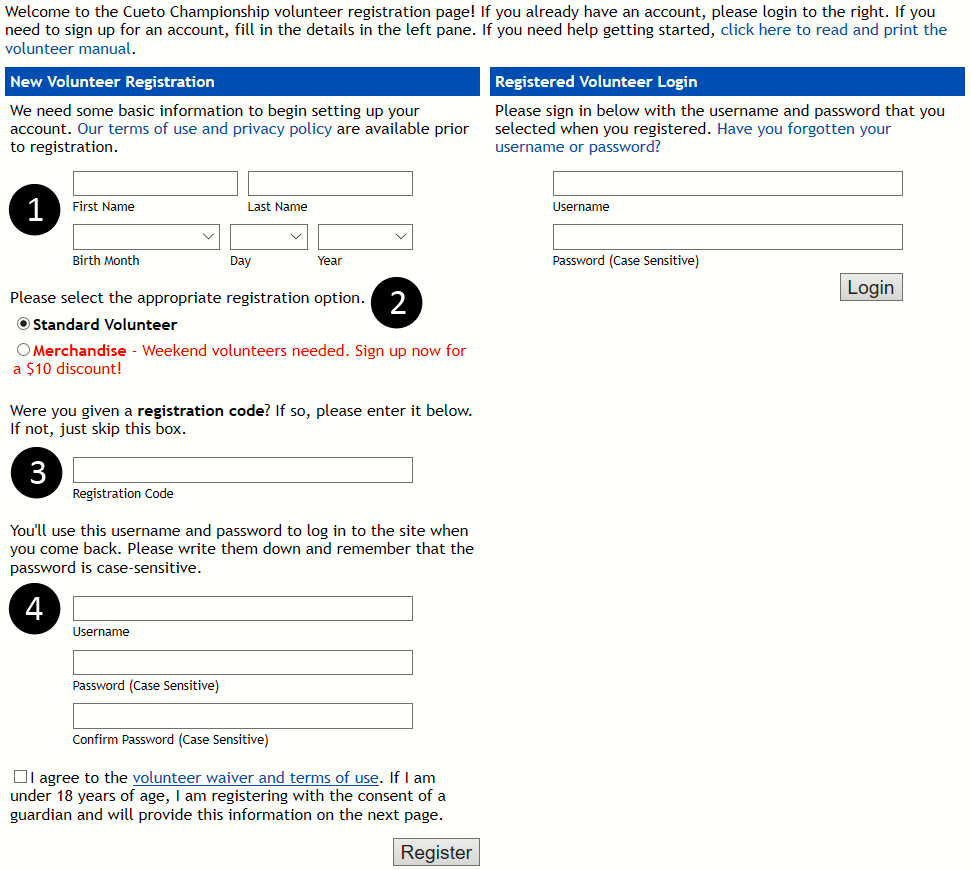 Welcome to the Cueto Championship volunteer registration page! If you already have an account, please login to the right. If you
need to sign up for an account, fill in the details in the left pane. If you need help getting started, click here to read and print the
volunteer manual.
New Volunteer Registration
We need some basic information to begin setting up your
account. Our terms of use and privacy policy are available prior
to registration.
1
First Name Last Name
Birth Month Day Year
Please select the appropriate registration option.
2
Standard Volunteer
Merchandise - Weekend volunteers needed. Sign up now for
a $10 discount!
Were you given a registration code? If so, please enter it below.
If not, just skip this box.
3
Registration Code
You'll use this username and password to log in to the site when
you come back. Please write them down and remember that the
password is case-sensitive.
4
Username
Password (Case Sensitive)
Confirm Password (Case Sensitive)
I agree to the volunteer waiver and terms of use. If I am
under 18 years of age, I am registering with the consent of a
guardian and will provide this information on the next page.
Register
Registered Volunteer Login
Please sign in below with the username and password that you
selected when you registered. Have you forgotten your
username or password?
Username
Password (Case Sensitive)
Login